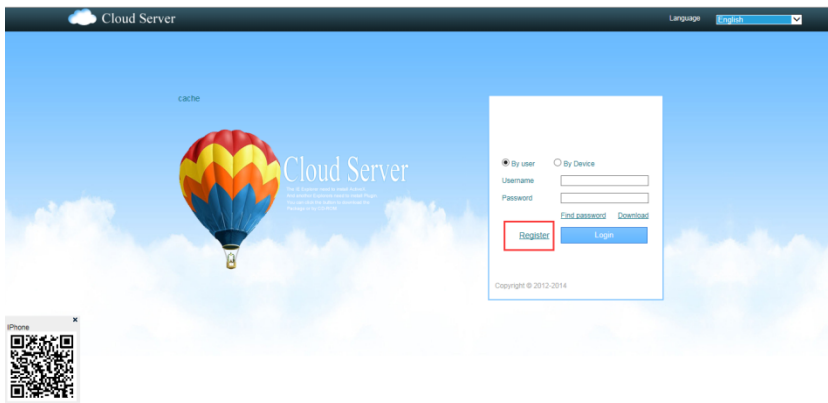 Cloud Server
Language
English
cache
Cloud Server
By user
By Device
Username
Password
Find password
Download
Register
Login
Copyright © 2012-2014
IPhone